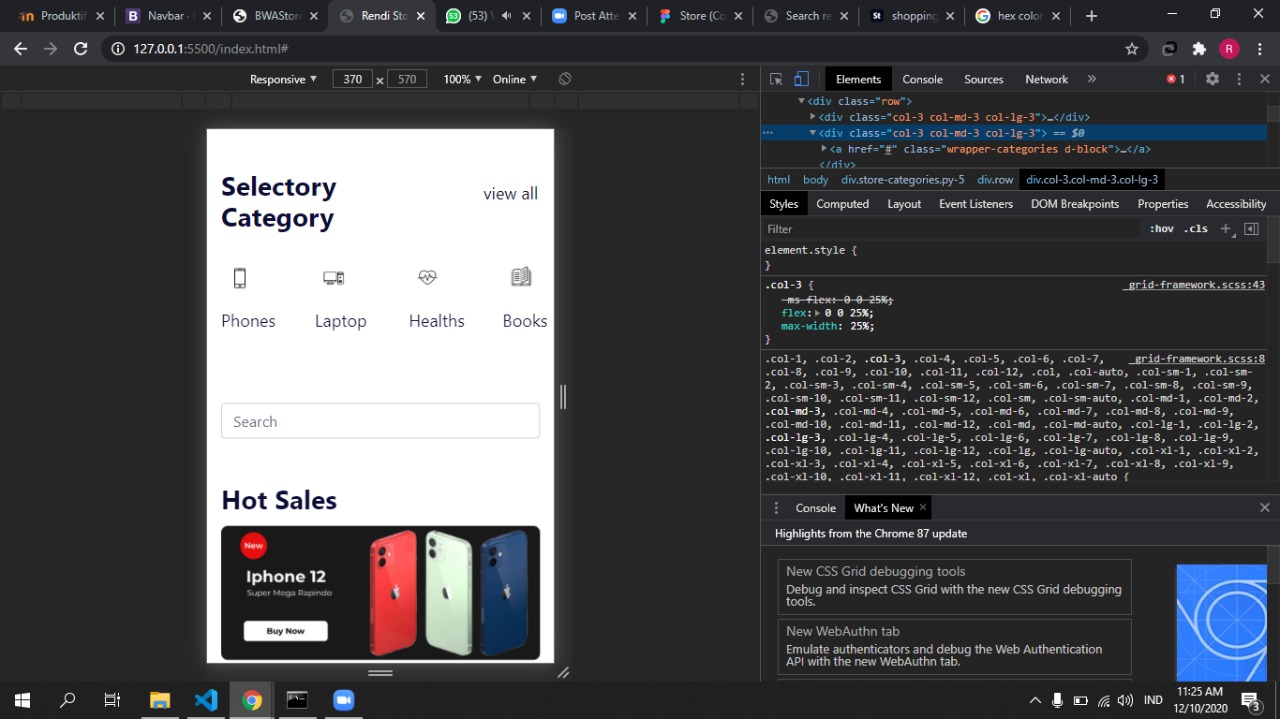 Produktif
Navbar -
BWAStore
Rendi Sto
(53)
Post Atte
Store (Co
Search re
shopping
hex color
127.0.0.1:5500/index.html#
R
Responsive 370 x 570 100% Online
Elements Console Sources Network » 1
<div class="row">
<div class="col-3 col-md-3 col-lg-3">…</div>
<div class="col-3 col-md-3 col-lg-3"> == $0
<a href="#" class="wrapper-categories d-block">…</a>
</div>
html body div.store-categories.py-5 div.row div.col-3.col-md-3.col-lg-3
Styles Computed Layout Event Listeners DOM Breakpoints Properties Accessibility
Filter :hov .cls +
element.style {
}
.col-3 { _grid-framework.scss:43
-ms-flex: 0 0 25%;
flex: 0 0 25%;
max-width: 25%;
}
.col-1, .col-2, .col-3, .col-4, .col-5, .col-6, .col-7, _grid-framework.scss:8
.col-8, .col-9, .col-10, .col-11, .col-12, .col, .col-auto, .col-sm-1, .col-sm-
2, .col-sm-3, .col-sm-4, .col-sm-5, .col-sm-6, .col-sm-7, .col-sm-8, .col-sm-9,
.col-sm-10, .col-sm-11, .col-sm-12, .col-sm, .col-sm-auto, .col-md-1, .col-md-2,
.col-md-3, .col-md-4, .col-md-5, .col-md-6, .col-md-7, .col-md-8, .col-md-9,
.col-md-10, .col-md-11, .col-md-12, .col-md, .col-md-auto, .col-lg-1, .col-lg-2,
.col-lg-3, .col-lg-4, .col-lg-5, .col-lg-6, .col-lg-7, .col-lg-8, .col-lg-9,
.col-lg-10, .col-lg-11, .col-lg-12, .col-lg, .col-lg-auto, .col-xl-1, .col-xl-2,
.col-xl-3, .col-xl-4, .col-xl-5, .col-xl-6, .col-xl-7, .col-xl-8, .col-xl-9,
.col-xl-10, .col-xl-11, .col-xl-12, .col-xl, .col-xl-auto {
Console What's New
Highlights from the Chrome 87 update
New CSS Grid debugging tools
Debug and inspect CSS Grid with the new CSS Grid debugging
tools.
New WebAuthn tab
Emulate authenticators and debug the Web Authentication
API with the new WebAuthn tab.
Selectory
Category
view all
Phones Laptop Healths Books
Search
Hot Sales
New
Iphone 12
Super Mega Rapindo
Buy Now
IND
11:25 AM
12/10/2020
3